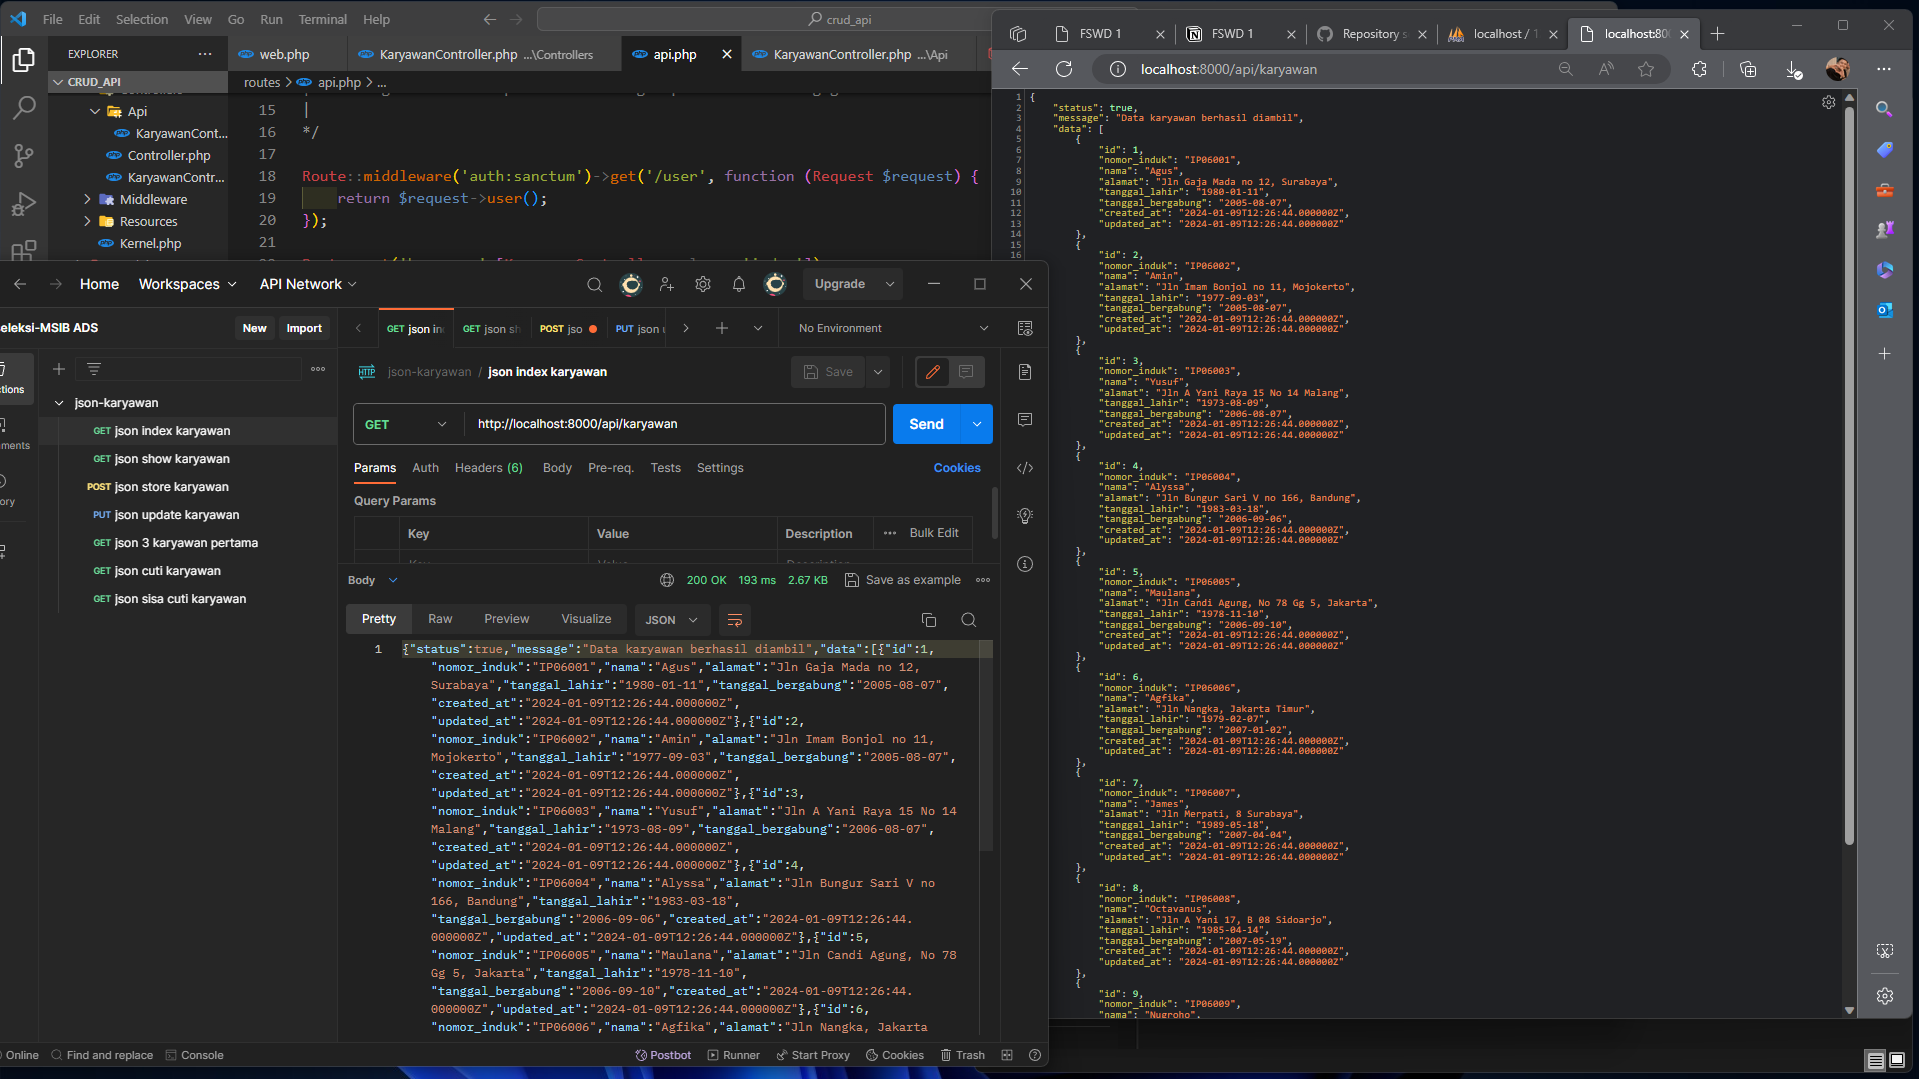 File Edit Selection View Go Run Terminal Help
crud_api
EXPLORER
CRUD_API
Api
KaryawanCont...
Controller.php
KaryawanContr...
Middleware
Resources
Kernel.php
web.php
KaryawanController.php ...\Controllers
api.php
KaryawanController.php ...\Api
routes > api.php > ...
15 |
16 */
17
18 Route::middleware('auth:sanctum')->get('/user', function (Request $request) {
19 return $request->user();
20 });
21
Home Workspaces API Network Upgrade
eleksi-MSIB ADS New Import
GET json in GET json sh POST jso PUT json u No Environment
json-karyawan / json index karyawan Save
json-karyawan
GET json index karyawan
GET json show karyawan
POST json store karyawan
PUT json update karyawan
GET json 3 karyawan pertama
GET json cuti karyawan
GET json sisa cuti karyawan
tions
ments
ory
GET http://localhost:8000/api/karyawan Send
Params Auth Headers (6) Body Pre-req. Tests Settings Cookies
Query Params
Key Value Description Bulk Edit
Key Value Description
Body 200 OK 193 ms 2.67 KB Save as example
Pretty Raw Preview Visualize JSON
1 {"status":true,"message":"Data karyawan berhasil diambil","data":[{"id":1,
"nomor_induk":"IP06001","nama":"Agus","alamat":"Jln Gaja Mada no 12,
Surabaya","tanggal_lahir":"1980-01-11","tanggal_bergabung":"2005-08-07",
"created_at":"2024-01-09T12:26:44.000000Z",
"updated_at":"2024-01-09T12:26:44.000000Z"},{"id":2,
"nomor_induk":"IP06002","nama":"Amin","alamat":"Jln Imam Bonjol no 11,
Mojokerto","tanggal_lahir":"1977-09-03","tanggal_bergabung":"2005-08-07",
"created_at":"2024-01-09T12:26:44.000000Z",
"updated_at":"2024-01-09T12:26:44.000000Z"},{"id":3,
"nomor_induk":"IP06003","nama":"Yusuf","alamat":"Jln A Yani Raya 15 No 14
Malang","tanggal_lahir":"1973-08-09","tanggal_bergabung":"2006-08-07",
"created_at":"2024-01-09T12:26:44.000000Z",
"updated_at":"2024-01-09T12:26:44.000000Z"},{"id":4,
"nomor_induk":"IP06004","nama":"Alyssa","alamat":"Jln Bungur Sari V no
166, Bandung","tanggal_lahir":"1983-03-18",
"tanggal_bergabung":"2006-09-06","created_at":"2024-01-09T12:26:44.
000000Z","updated_at":"2024-01-09T12:26:44.000000Z"},{"id":5,
"nomor_induk":"IP06005","nama":"Maulana","alamat":"Jln Candi Agung, No 78
Gg 5, Jakarta","tanggal_lahir":"1978-11-10",
"tanggal_bergabung":"2006-09-10","created_at":"2024-01-09T12:26:44.
000000Z","updated_at":"2024-01-09T12:26:44.000000Z"},{"id":6,
"nomor_induk":"IP06006","nama":"Agfika","alamat":"Jln Nangka, Jakarta
Online Find and replace Console Postbot Runner Start Proxy Cookies Trash
FSWD 1 FSWD 1 Repository s localhost / 1 localhost:80
localhost:8000/api/karyawan
1 {
2 "status": true,
3 "message": "Data karyawan berhasil diambil",
4 "data": [
5 {
6 "id": 1,
7 "nomor_induk": "IP06001",
8 "nama": "Agus",
9 "alamat": "Jln Gaja Mada no 12, Surabaya",
10 "tanggal_lahir": "1980-01-11",
11 "tanggal_bergabung": "2005-08-07",
12 "created_at": "2024-01-09T12:26:44.000000Z",
13 "updated_at": "2024-01-09T12:26:44.000000Z"
14 },
15 {
16 "id": 2,
"nomor_induk": "IP06002",
"nama": "Amin",
"alamat": "Jln Imam Bonjol no 11, Mojokerto",
"tanggal_lahir": "1977-09-03",
"tanggal_bergabung": "2005-08-07",
"created_at": "2024-01-09T12:26:44.000000Z",
"updated_at": "2024-01-09T12:26:44.000000Z"
},
{
"id": 3,
"nomor_induk": "IP06003",
"nama": "Yusuf",
"alamat": "Jln A Yani Raya 15 No 14 Malang",
"tanggal_lahir": "1973-08-09",
"tanggal_bergabung": "2006-08-07",
"created_at": "2024-01-09T12:26:44.000000Z",
"updated_at": "2024-01-09T12:26:44.000000Z"
},
{
"id": 4,
"nomor_induk": "IP06004",
"nama": "Alyssa",
"alamat": "Jln Bungur Sari V no 166, Bandung",
"tanggal_lahir": "1983-03-18",
"tanggal_bergabung": "2006-09-06",
"created_at": "2024-01-09T12:26:44.000000Z",
"updated_at": "2024-01-09T12:26:44.000000Z"
},
{
"id": 5,
"nomor_induk": "IP06005",
"nama": "Maulana",
"alamat": "Jln Candi Agung, No 78 Gg 5, Jakarta",
"tanggal_lahir": "1978-11-10",
"tanggal_bergabung": "2006-09-10",
"created_at": "2024-01-09T12:26:44.000000Z",
"updated_at": "2024-01-09T12:26:44.000000Z"
},
{
"id": 6,
"nomor_induk": "IP06006",
"nama": "Agfika",
"alamat": "Jln Nangka, Jakarta Timur",
"tanggal_lahir": "1979-02-07",
"tanggal_bergabung": "2007-01-02",
"created_at": "2024-01-09T12:26:44.000000Z",
"updated_at": "2024-01-09T12:26:44.000000Z"
},
{
"id": 7,
"nomor_induk": "IP06007",
"nama": "James",
"alamat": "Jln Merpati, 8 Surabaya",
"tanggal_lahir": "1989-05-18",
"tanggal_bergabung": "2007-04-04",
"created_at": "2024-01-09T12:26:44.000000Z",
"updated_at": "2024-01-09T12:26:44.000000Z"
},
{
"id": 8,
"nomor_induk": "IP06008",
"nama": "Octavanus",
"alamat": "Jln A Yani 17, B 08 Sidoarjo",
"tanggal_lahir": "1985-04-14",
"tanggal_bergabung": "2007-05-19",
"created_at": "2024-01-09T12:26:44.000000Z",
"updated_at": "2024-01-09T12:26:44.000000Z"
},
{
"id": 9,
"nomor_induk": "IP06009",
"nama": "Nugroho",